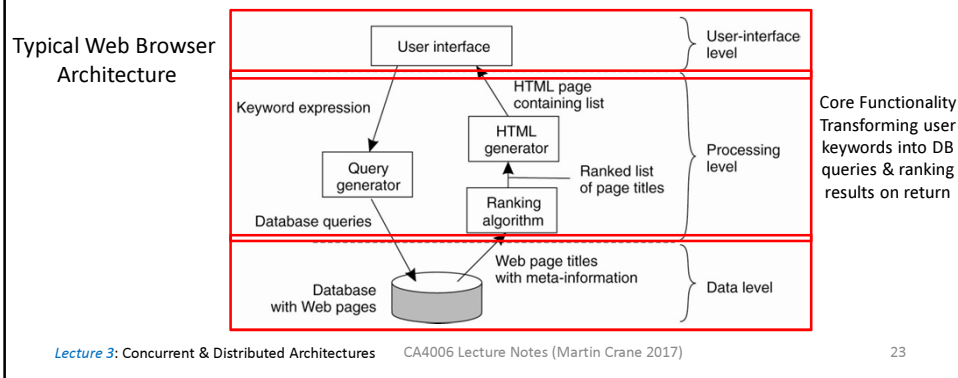 Typical Web Browser
Architecture
User interface
User-interface
level
Keyword expression
HTML page
containing list
HTML
generator
Query
generator
Ranked list
of page titles
Processing
level
Core Functionality
Transforming user
keywords into DB
queries & ranking
results on return
Ranking
algorithm
Database queries
Web page titles
with meta-information
Database
with Web pages
Data level
Lecture 3: Concurrent & Distributed Architectures CA4006 Lecture Notes (Martin Crane 2017) 23